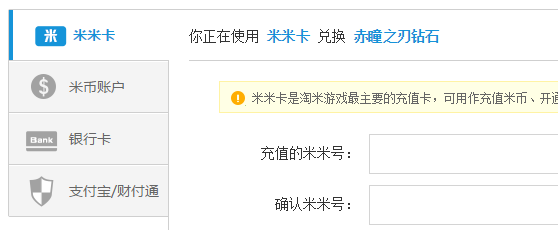 米 米米卡
你正在使用 米米卡 兑换 赤瞳之刃钻石
$ 米币账户
Bank 银行卡
支付宝/财付通
! 米米卡是淘米游戏最主要的充值卡，可用作充值米币、开通
充值的米米号：
确认米米号：